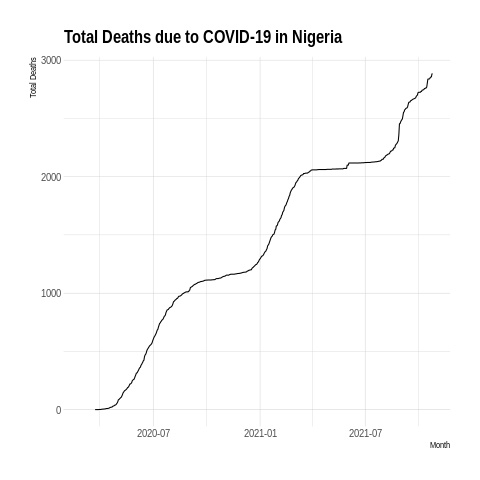 Total Deaths due to COVID-19 in Nigeria
Total Deaths
3000
2000
1000
0
2020-07 2021-01 2021-07
Month